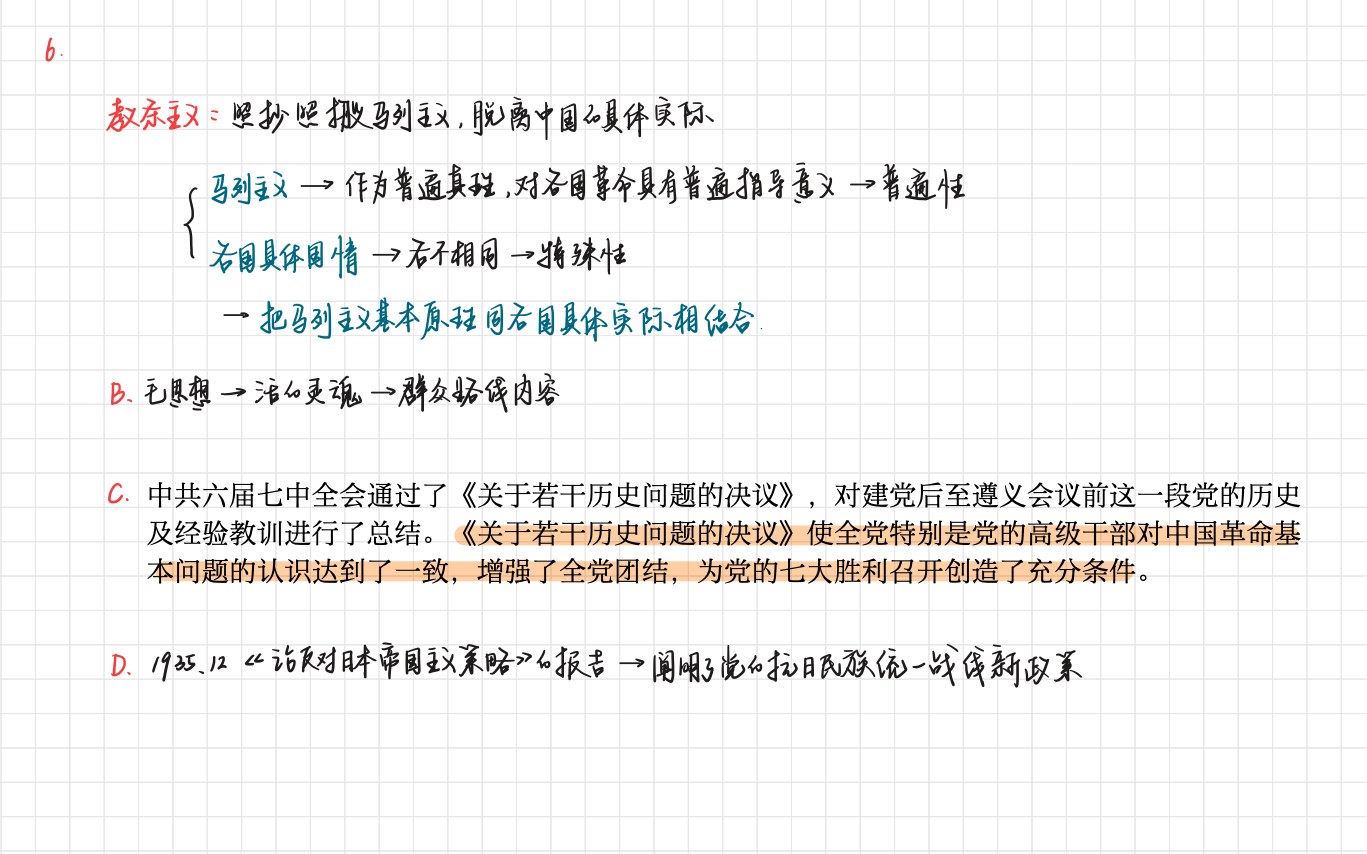 6.
教条主义：照抄照搬马列主义，脱离中国的具体实际
马列主义 → 作为普遍真理，对各国革命具有普遍指导意义 → 普遍性
各国具体国情 → 各不相同 → 特殊性
→ 把马列主义基本原理同各国具体实际相结合.
B. 毛思想 → 活的灵魂 → 群众路线内容
C. 中共六届七中全会通过了《关于若干历史问题的决议》，对建党后至遵义会议前这一段党的历史
及经验教训进行了总结。《关于若干历史问题的决议》使全党特别是党的高级干部对中国革命基
本问题的认识达到了一致，增强了全党团结，为党的七大胜利召开创造了充分条件。
D. 1935.12《论反对日本帝国主义策略》的报告 → 阐明了党的抗日民族统一战线新政策